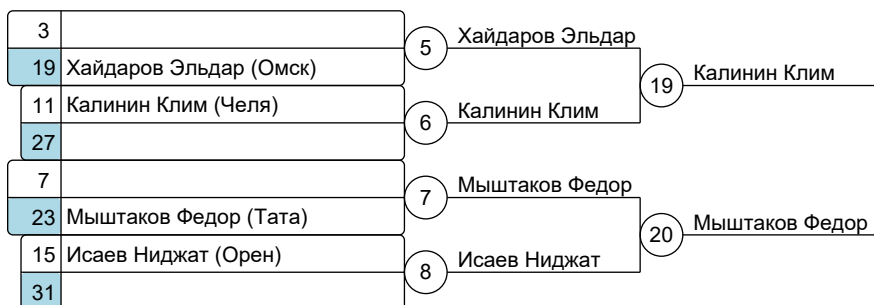 3
19 Хайдаров Эльдар (Омск)
11 Калинин Клим (Челя)
27
7
23 Мыштаков Федор (Тата)
15 Исаев Ниджат (Орен)
31
5 Хайдаров Эльдар
6 Калинин Клим
7 Мыштаков Федор
8 Исаев Ниджат
19 Калинин Клим
20 Мыштаков Федор